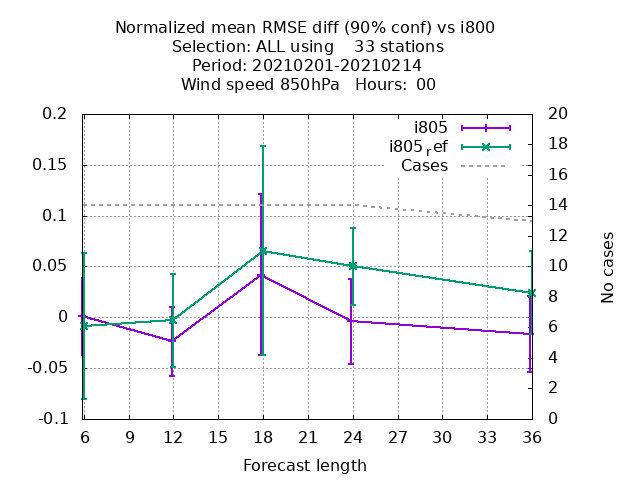 Normalized mean RMSE diff (90% conf) vs i800
Selection: ALL using    33 stations
Period: 20210201-20210214
Wind speed 850hPa   Hours:  00
0.2
0.15
0.1
0.05
0
-0.05
-0.1
20
18
16
14
12
10
8
6
4
2
0
i805
i805ref
Cases
No cases
6 9 12 15 18 21 24 27 30 33 36
Forecast length